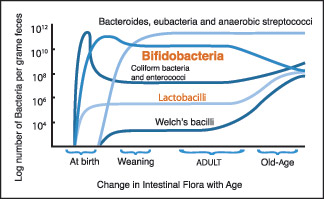 Bacteroides, eubacteria and anaerobic streptococci
Log number of Bacteria per grame feces
10¹²
10¹⁰
10⁸
10⁶
10⁴
Bifidobacteria
Coliform bacteria
and enterococci
Lactobacilli
Welch's bacilli
At birth
Weaning
ADULT
Old-Age
Change in Intestinal Flora with Age